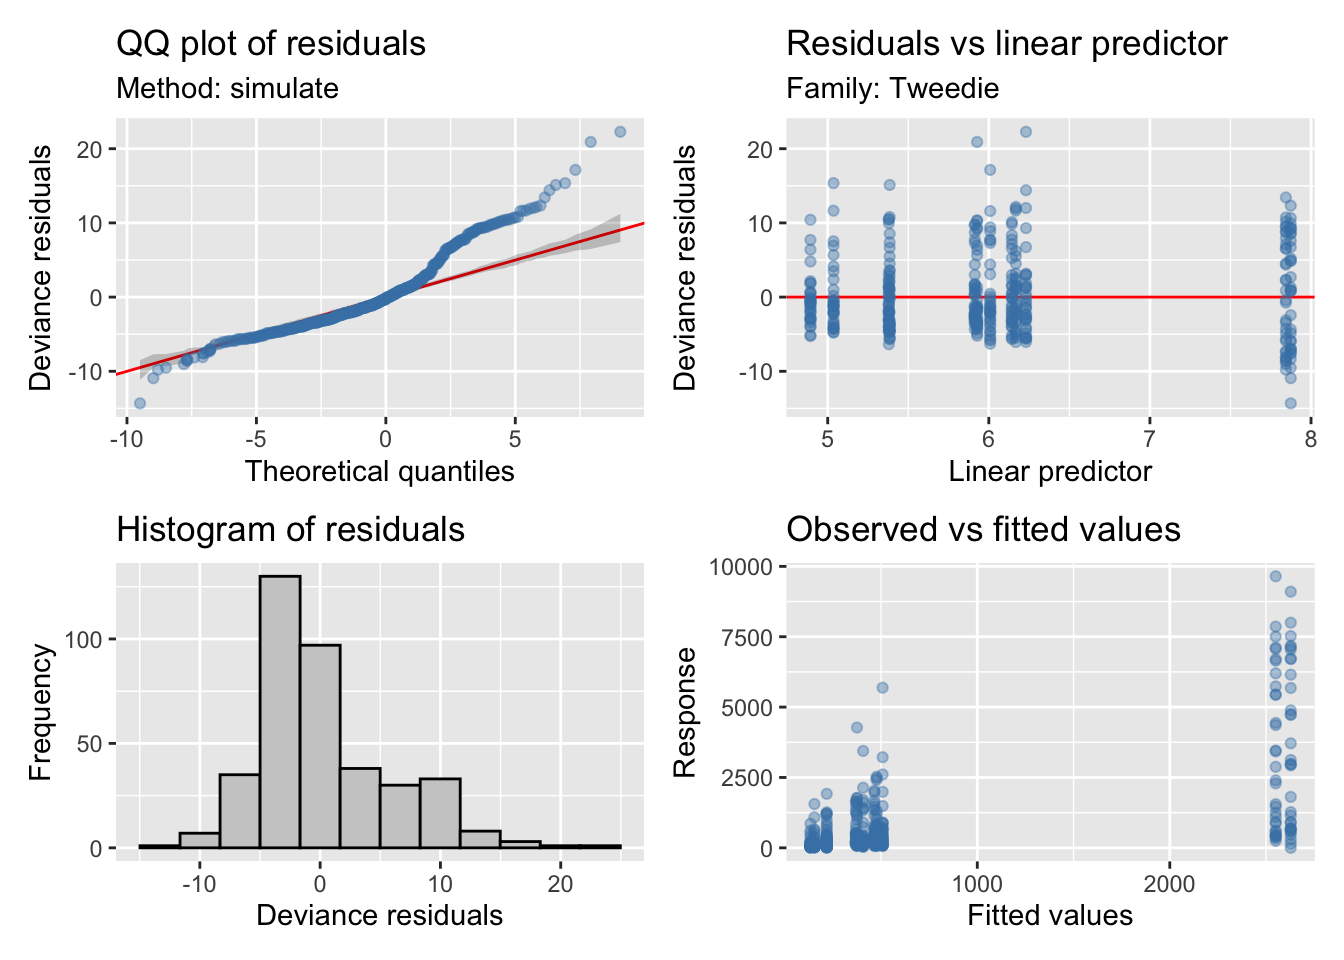 QQ plot of residuals
Method: simulate
Deviance residuals
20
10
0
-10
-10
-5
0
5
Theoretical quantiles
Residuals vs linear predictor
Family: Tweedie
Deviance residuals
20
10
0
-10
5
6
7
8
Linear predictor
Histogram of residuals
Frequency
100
50
0
-10
0
10
20
Deviance residuals
Observed vs fitted values
Response
10000
7500
5000
2500
0
1000
2000
Fitted values